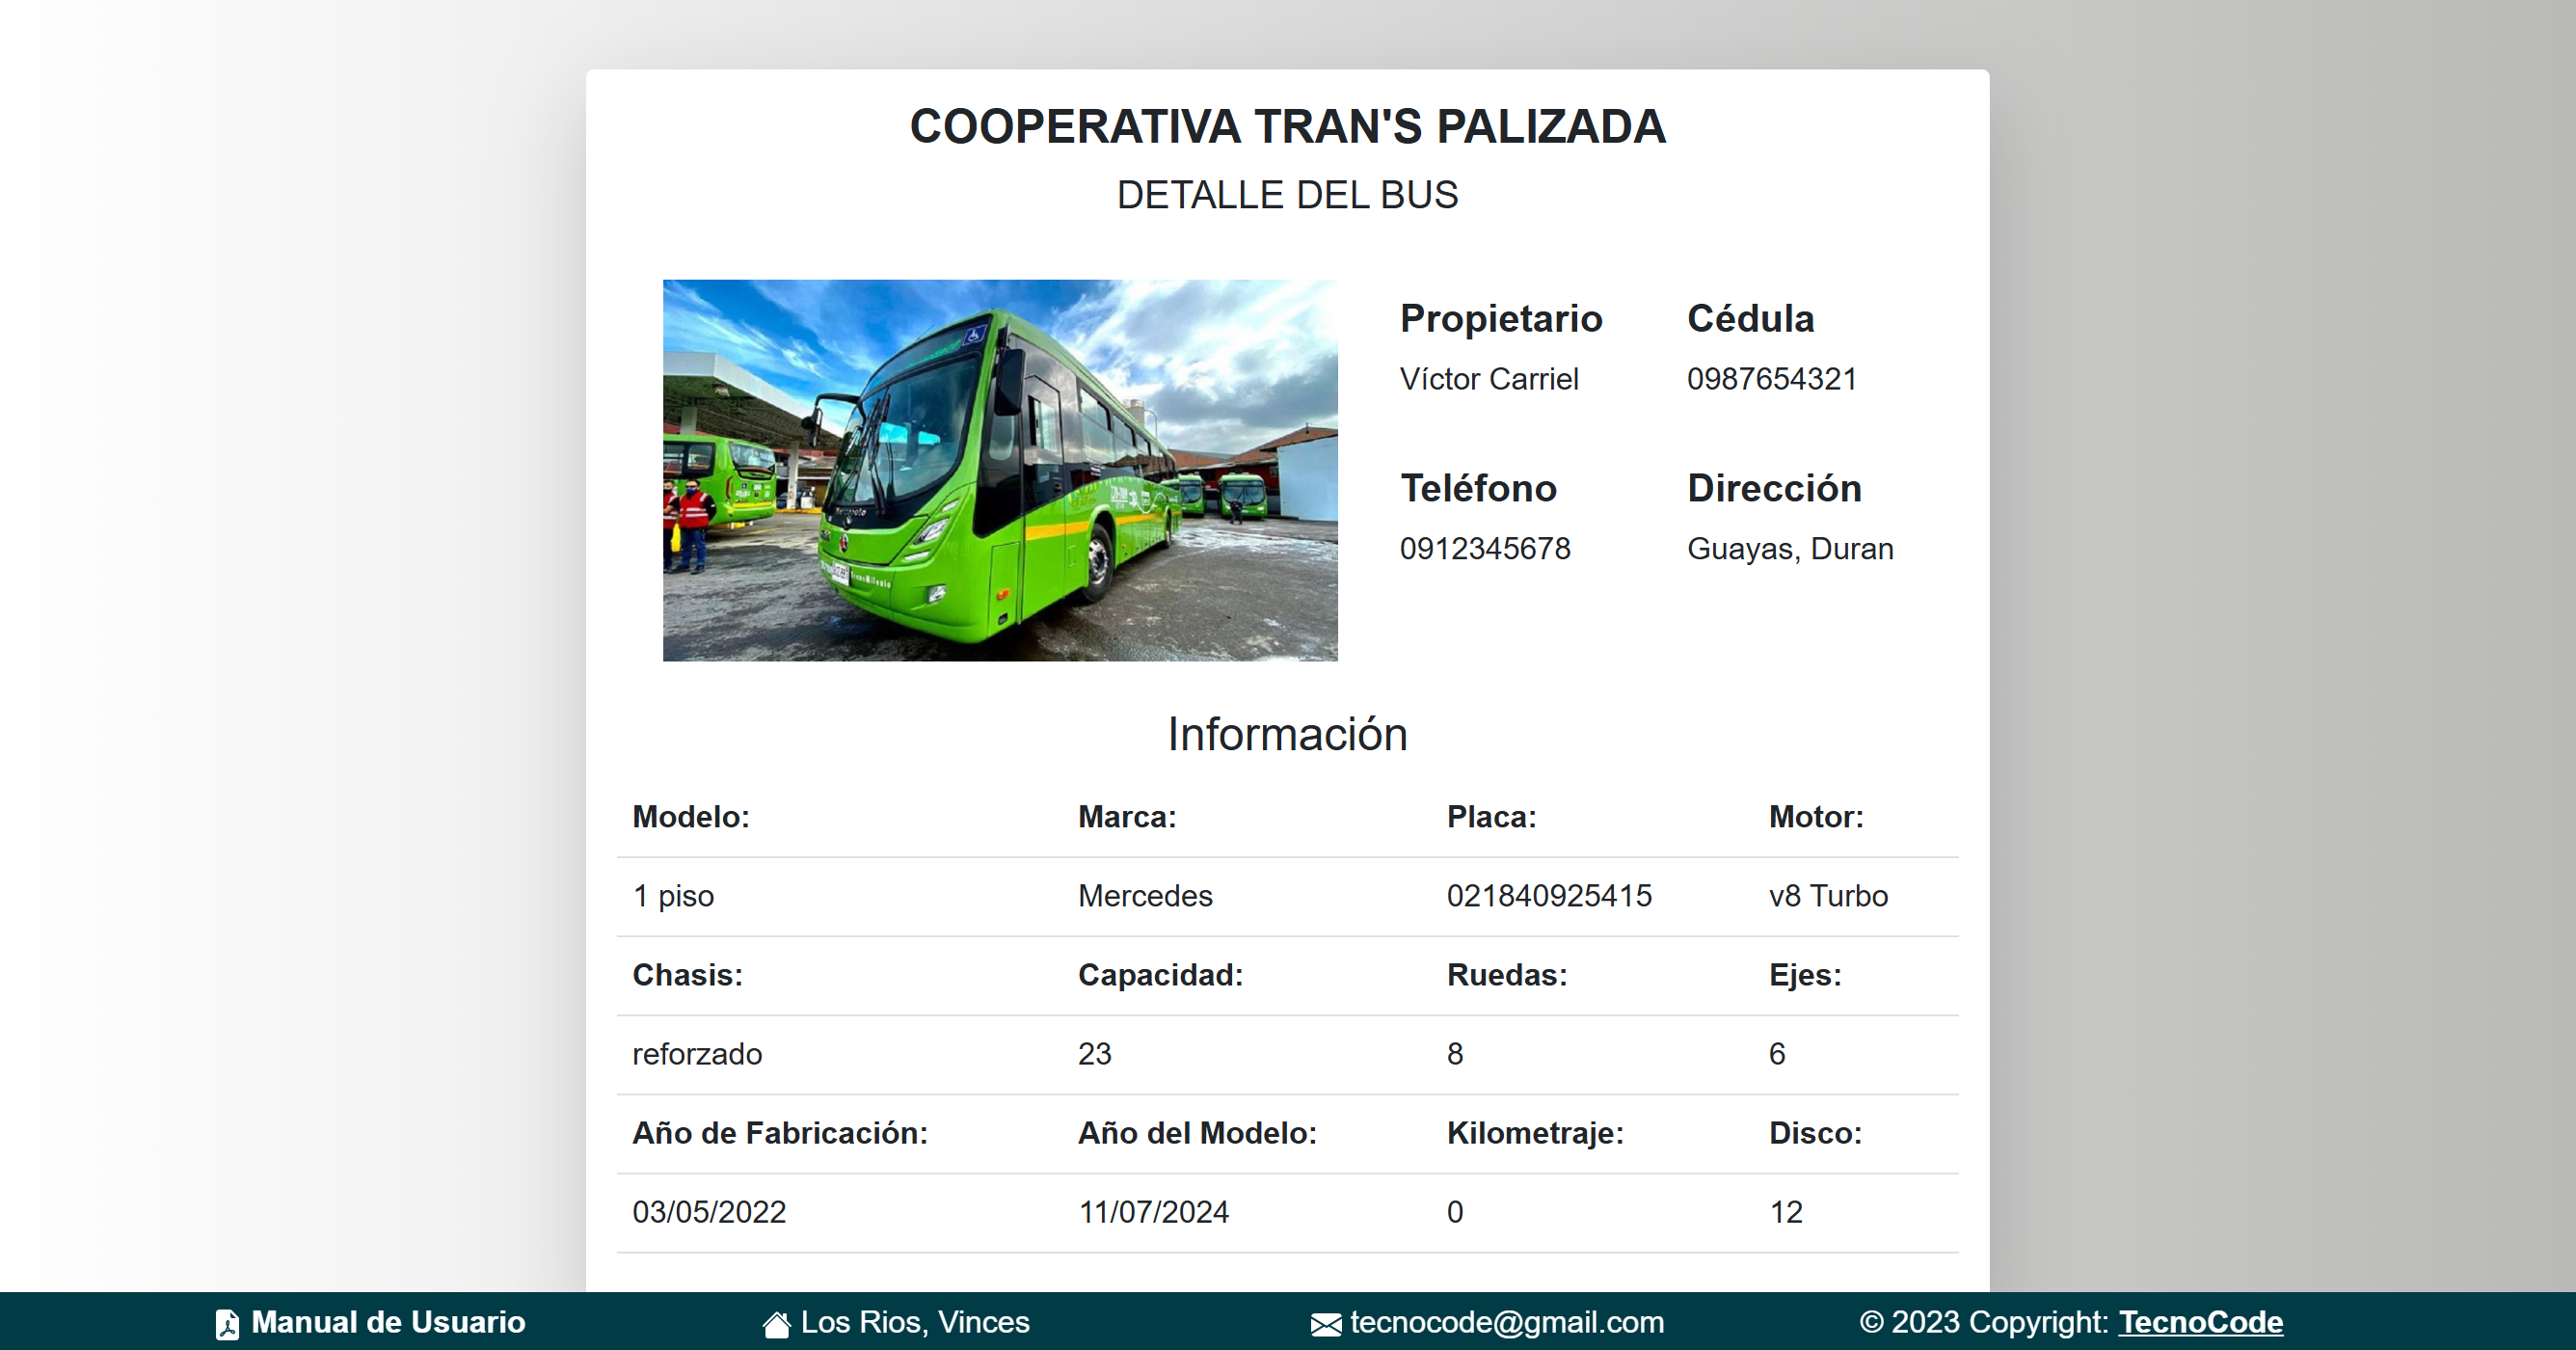 COOPERATIVA TRAN'S PALIZADA
DETALLE DEL BUS
Propietario Cédula
Víctor Carriel 0987654321
Teléfono Dirección
0912345678 Guayas, Duran
Información
Modelo: Marca: Placa: Motor:
1 piso Mercedes 021840925415 v8 Turbo
Chasis: Capacidad: Ruedas: Ejes:
reforzado 23 8 6
Año de Fabricación: Año del Modelo: Kilometraje: Disco:
03/05/2022 11/07/2024 0 12
Manual de Usuario Los Rios, Vinces tecnocode@gmail.com © 2023 Copyright: TecnoCode